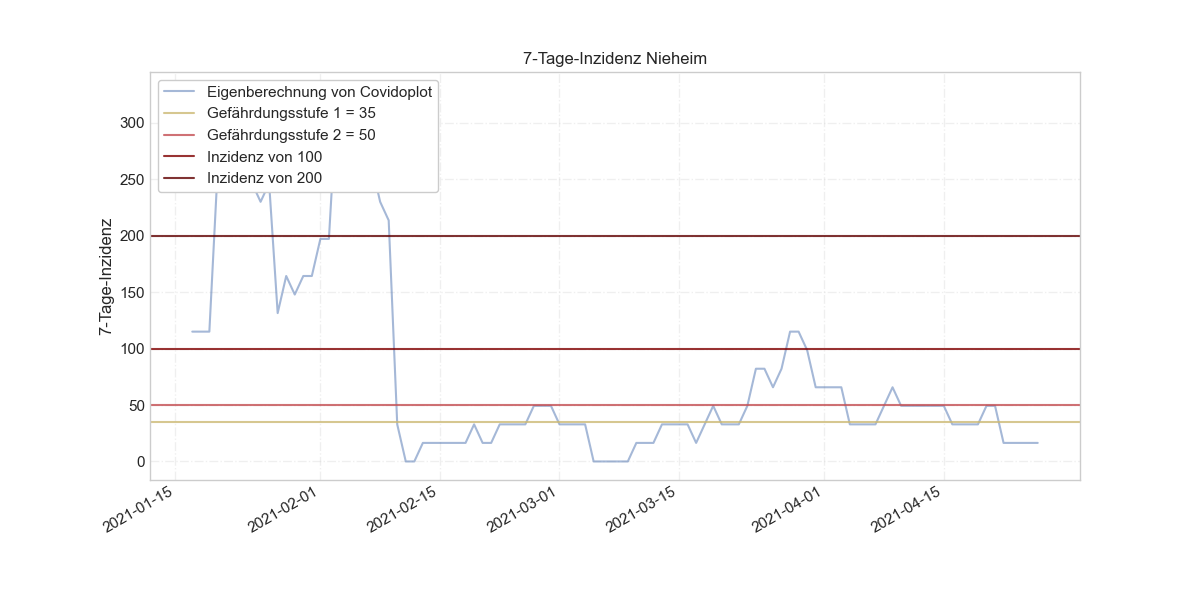 7-Tage-Inzidenz Nieheim
Eigenberechnung von Covidoplot
Gefährdungsstufe 1 = 35
Gefährdungsstufe 2 = 50
Inzidenz von 100
Inzidenz von 200
7-Tage-Inzidenz
300
250
200
150
100
50
0
2021-01-15
2021-02-01
2021-02-15
2021-03-01
2021-03-15
2021-04-01
2021-04-15